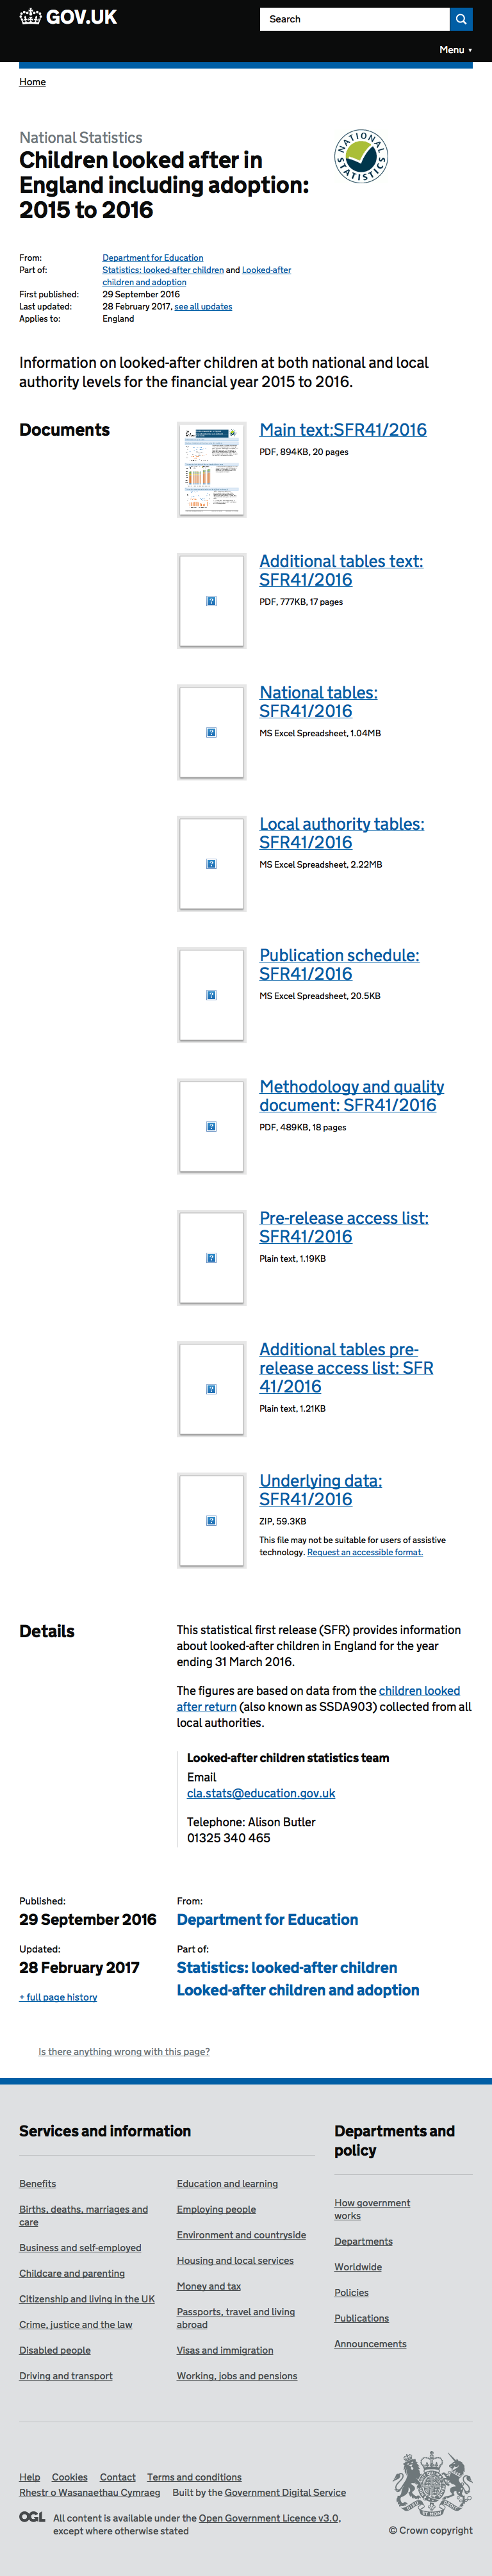 GOV.UK
Search
Menu ▼
Home
National Statistics
Children looked after in
England including adoption:
2015 to 2016
NATIONAL STATISTICS
From: Department for Education
Part of: Statistics: looked-after children and Looked-after
children and adoption
First published: 29 September 2016
Last updated: 28 February 2017, see all updates
Applies to: England
Information on looked-after children at both national and local
authority levels for the financial year 2015 to 2016.
Documents
Main text:SFR41/2016
PDF, 894KB, 20 pages
Additional tables text:
SFR41/2016
PDF, 777KB, 17 pages
National tables:
SFR41/2016
MS Excel Spreadsheet, 1.04MB
Local authority tables:
SFR41/2016
MS Excel Spreadsheet, 2.22MB
Publication schedule:
SFR41/2016
MS Excel Spreadsheet, 20.5KB
Methodology and quality
document: SFR41/2016
PDF, 489KB, 18 pages
Pre-release access list:
SFR41/2016
Plain text, 1.19KB
Additional tables pre-
release access list: SFR
41/2016
Plain text, 1.21KB
Underlying data:
SFR41/2016
ZIP, 59.3KB
This file may not be suitable for users of assistive
technology. Request an accessible format.
Details
This statistical first release (SFR) provides information
about looked-after children in England for the year
ending 31 March 2016.
The figures are based on data from the children looked
after return (also known as SSDA903) collected from all
local authorities.
Looked-after children statistics team
Email
cla.stats@education.gov.uk
Telephone: Alison Butler
01325 340 465
Published:
29 September 2016
From:
Department for Education
Updated:
28 February 2017
+ full page history
Part of:
Statistics: looked-after children
Looked-after children and adoption
Is there anything wrong with this page?
Services and information
Benefits
Births, deaths, marriages and
care
Business and self-employed
Childcare and parenting
Citizenship and living in the UK
Crime, justice and the law
Disabled people
Driving and transport
Education and learning
Employing people
Environment and countryside
Housing and local services
Money and tax
Passports, travel and living
abroad
Visas and immigration
Working, jobs and pensions
Departments and
policy
How government
works
Departments
Worldwide
Policies
Publications
Announcements
Help Cookies Contact Terms and conditions
Rhestr o Wasanaethau Cymraeg Built by the Government Digital Service
OGL All content is available under the Open Government Licence v3.0,
except where otherwise stated
© Crown copyright